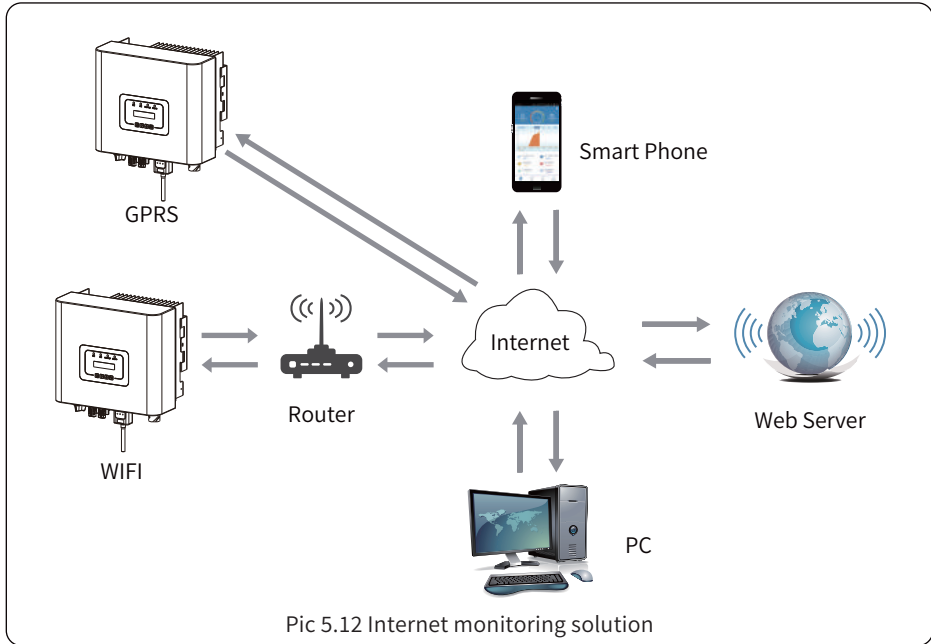 Smart Phone
GPRS
Internet
Router
Web Server
WIFI
PC
Pic 5.12 Internet monitoring solution